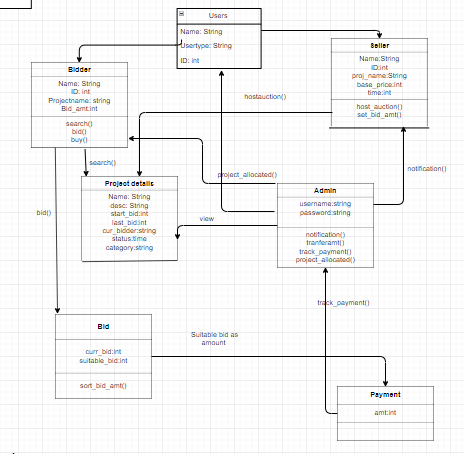 Users
Name: String
Usertype: String
ID: int
Seller
Name:String
ID:int
proj_name:String
base_price:int
time:int
host_auction()
set_bid_amt()
Bidder
Name: String
ID: int
Projectname: string
Bid_amt:int
search()
bid()
buy()
hostauction()
search()
project_allocated()
notification()
Project details
Name: String
desc: String
start_bid:int
last_bid:int
cur_bidder:string
status:time
category:string
Admin
username:string
password:string
notification()
tranferamt()
track_payment()
project_allocated()
bid()
view
track_payment()
Bid
curr_bid:int
suitable_bid:int
sort_bid_amt()
Suitable bid as
amount
Payment
amt:int